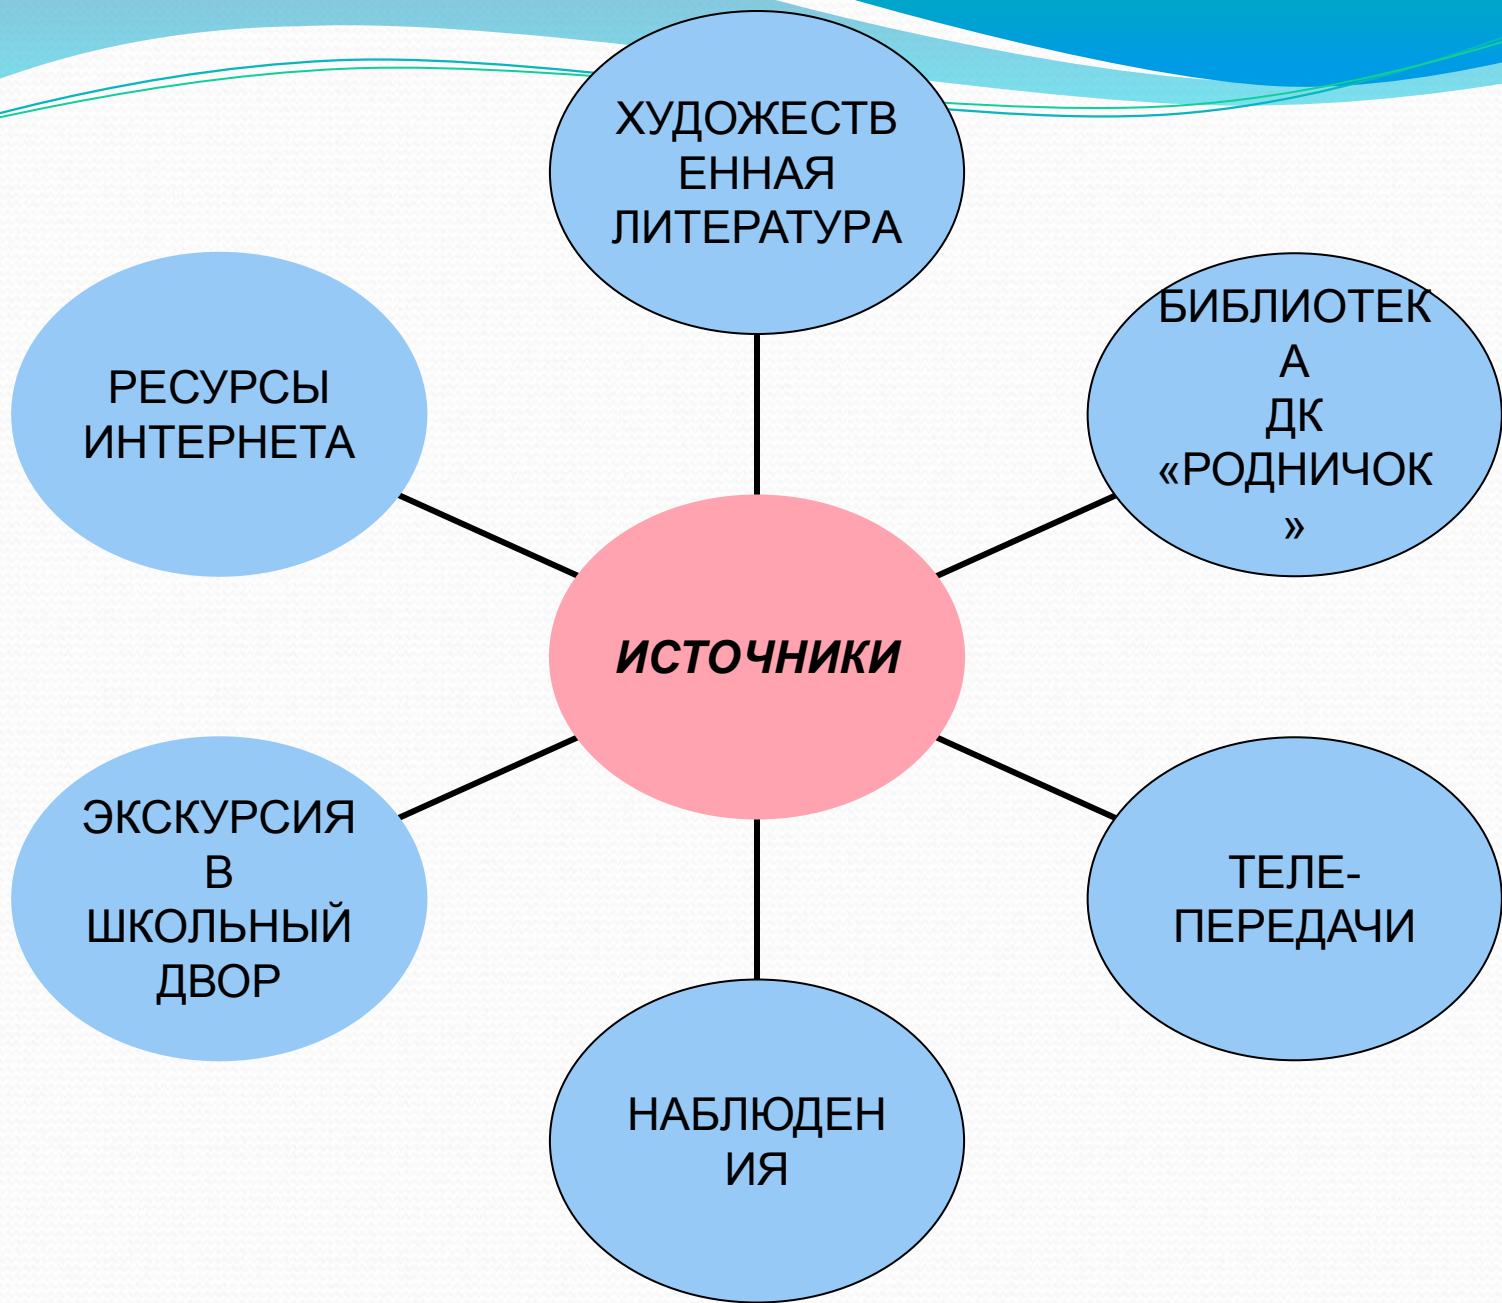 ХУДОЖЕСТВ
ЕННАЯ
ЛИТЕРАТУРА
БИБЛИОТЕК
А
ДК
«РОДНИЧОК
»
РЕСУРСЫ
ИНТЕРНЕТА
ИСТОЧНИКИ
ЭКСКУРСИЯ
В
ШКОЛЬНЫЙ
ДВОР
ТЕЛЕ-
ПЕРЕДАЧИ
НАБЛЮДЕН
ИЯ